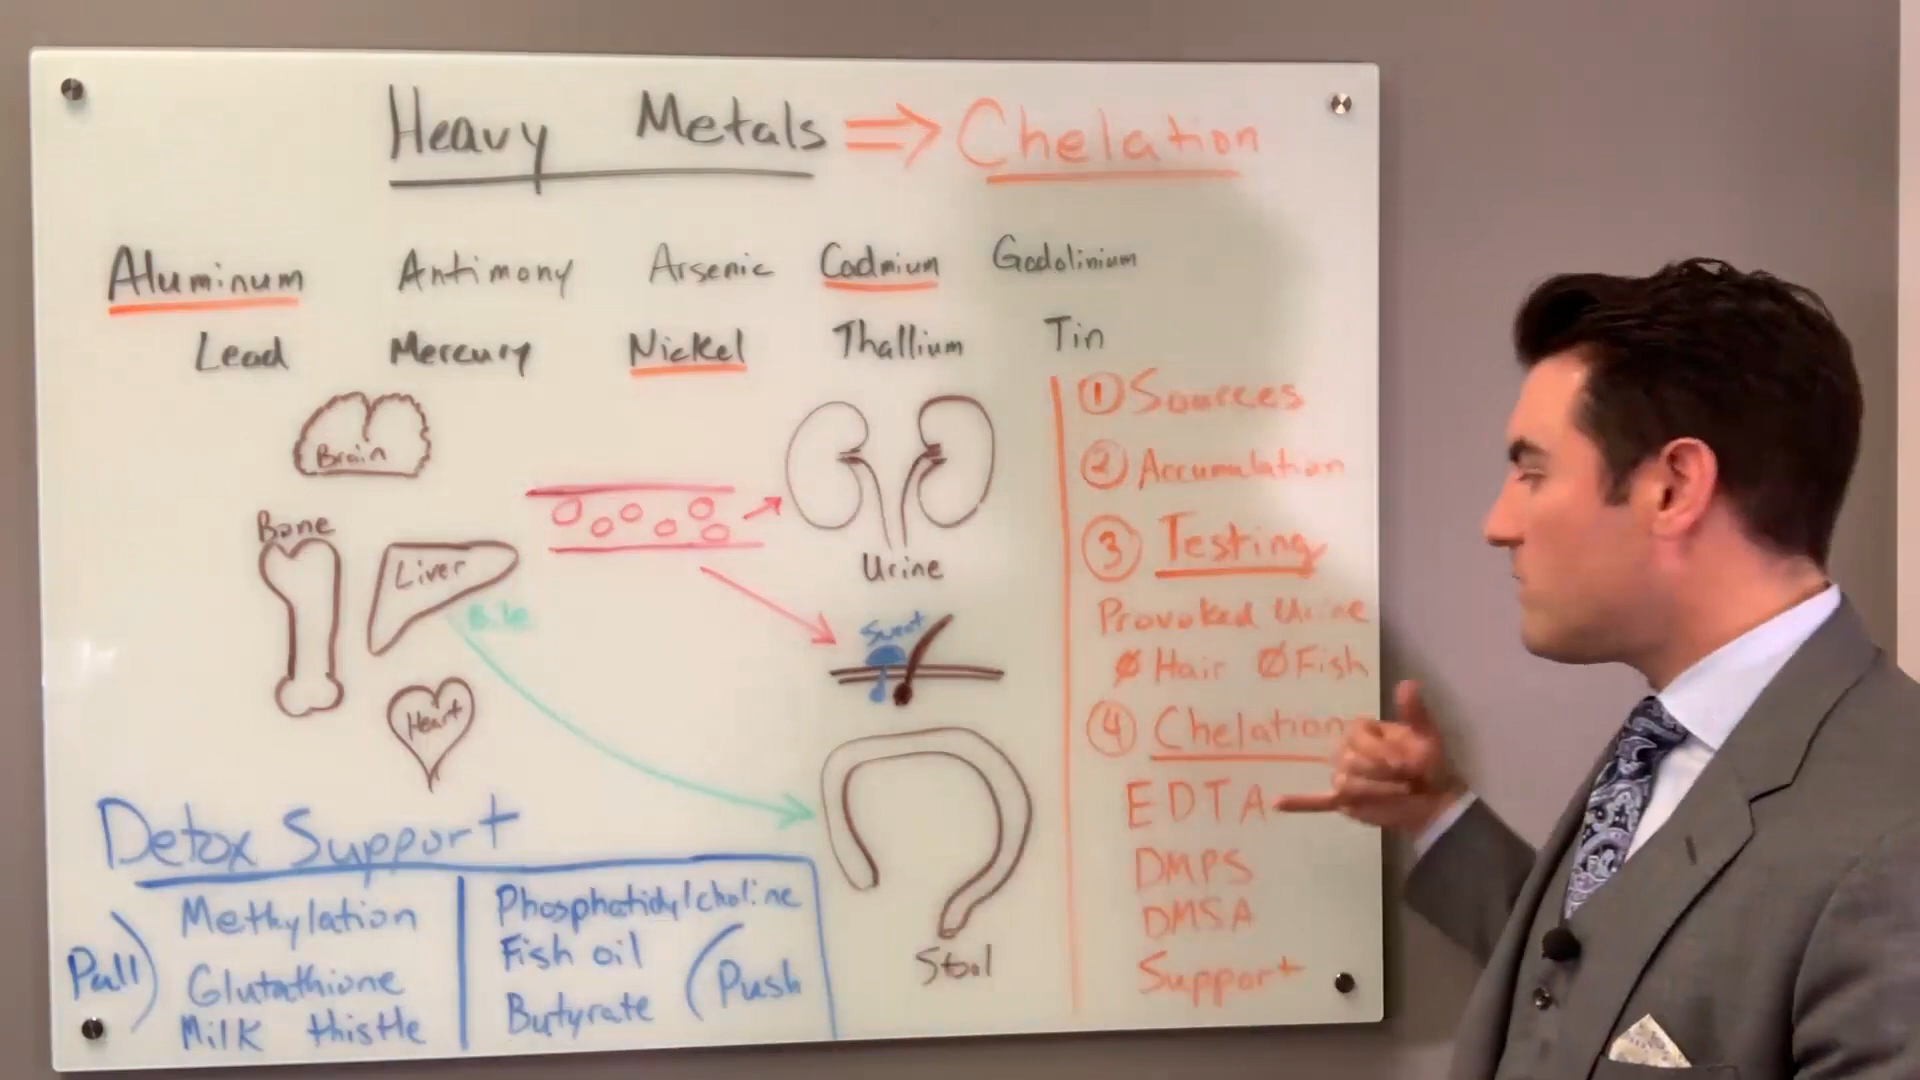 Heavy Metals ⇒ Chelation
Aluminum Antimony Arsenic Cadmium Gadolinium
Lead Mercury Nickel Thallium Tin
Brain
Bone
Liver
Bile
Heart
Urine
Sweat
Stool
① Sources
② Accumulation
③ Testing
Provoked Urine
Ø Hair Ø Fish
④ Chelation
EDTA
DMPS
DMSA
Support
Detox Support
Pull)
Methylation
Glutathione
Milk thistle
Phosphatidylcholine
Fish oil
Butyrate
(Push